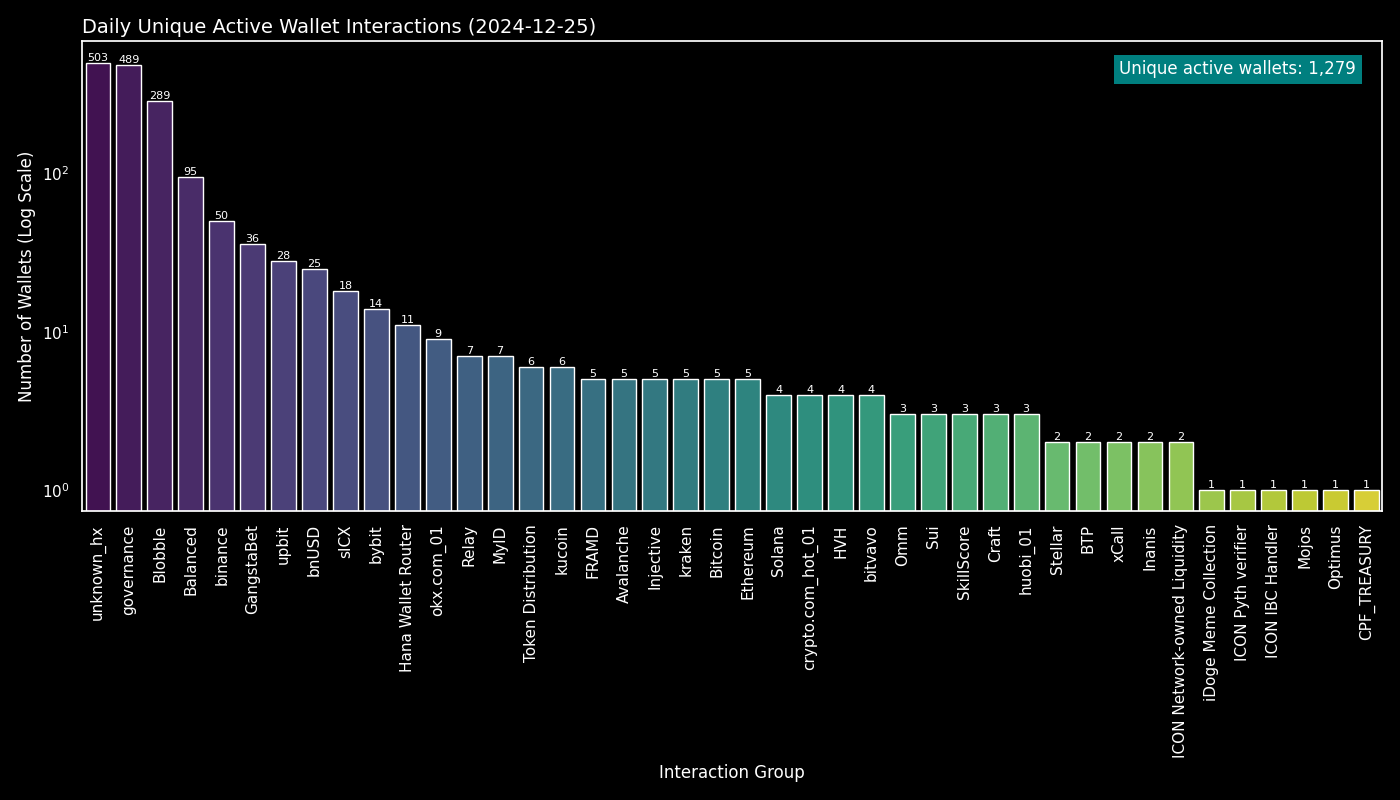 Daily Unique Active Wallet Interactions (2024-12-25)
Unique active wallets: 1,279
Number of Wallets (Log Scale)
10²
10¹
10⁰
503
489
289
95
50
36
28
25
18
14
11
9
7
7
6
6
5
5
5
5
5
5
4
4
4
4
3
3
3
3
3
2
2
2
2
2
1
1
1
1
1
1
unknown_hx
governance
Blobble
Balanced
binance
GangstaBet
upbit
bnUSD
sICX
bybit
Hana Wallet Router
okx.com_01
Relay
MyID
Token Distribution
kucoin
FRAMD
Avalanche
Injective
kraken
Bitcoin
Ethereum
Solana
crypto.com_hot_01
HVH
bitvavo
Omm
Sui
SkillScore
Craft
huobi_01
Stellar
BTP
xCall
Inanis
ICON Network-owned Liquidity
iDoge Meme Collection
ICON Pyth verifier
ICON IBC Handler
Mojos
Optimus
CPF_TREASURY
Interaction Group